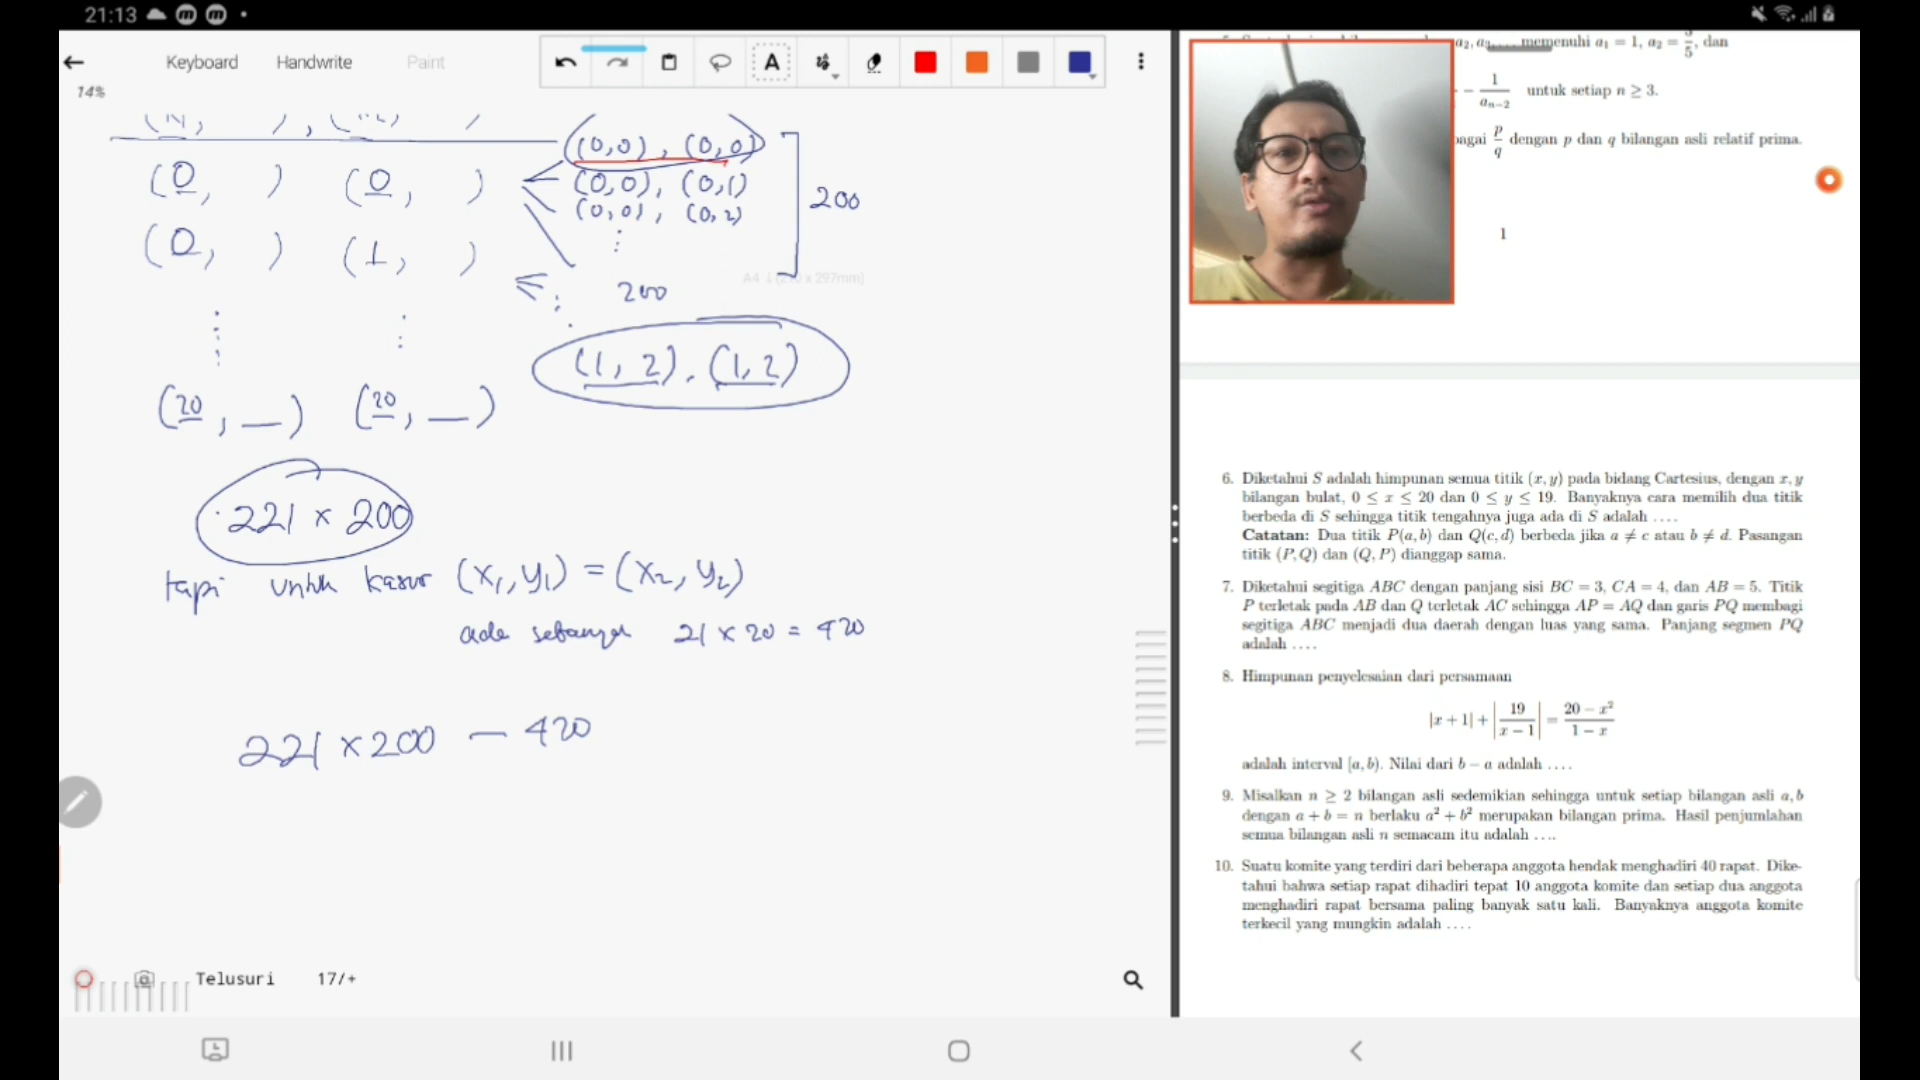 21:13
Keyboard Handwrite Paint A
14%
(0,0), (0,0)
(0, ) (0, ) (0,0), (0,1)
(0,0), (0,2)
200
(0, ) (1, )
A4
x 297mm)
200
(1, 2). (1,2)
(20, _) (20, _)
221 x 200
tapi untuk kasus (x₁,y₁) = (x₂, y₂)
ada sebanyak 21 x 20 = 420
221 x 200 - 420
Telusuri 17/+
a₂, a₃, ... memenuhi a₁ = 1, a₂ = 3/5, dan
- 1/aₙ₋₂ untuk setiap n ≥ 3.
bagai p/q dengan p dan q bilangan asli relatif prima.
1
6. Diketahui S adalah himpunan semua titik (x, y) pada bidang Cartesius, dengan x, y
bilangan bulat, 0 ≤ x ≤ 20 dan 0 ≤ y ≤ 19. Banyaknya cara memilih dua titik
berbeda di S sehingga titik tengahnya juga ada di S adalah ....
Catatan: Dua titik P(a, b) dan Q(c, d) berbeda jika a ≠ c atau b ≠ d. Pasangan
titik (P, Q) dan (Q, P) dianggap sama.
7. Diketahui segitiga ABC dengan panjang sisi BC = 3, CA = 4, dan AB = 5. Titik
P terletak pada AB dan Q terletak AC sehingga AP = AQ dan garis PQ membagi
segitiga ABC menjadi dua daerah dengan luas yang sama. Panjang segmen PQ
adalah ....
8. Himpunan penyelesaian dari persamaan
|x + 1| + |19/(x − 1)| = (20 − x²)/(1 − x)
adalah interval [a, b). Nilai dari b − a adalah ....
9. Misalkan n ≥ 2 bilangan asli sedemikian sehingga untuk setiap bilangan asli a, b
dengan a + b = n berlaku a² + b² merupakan bilangan prima. Hasil penjumlahan
semua bilangan asli n semacam itu adalah ....
10. Suatu komite yang terdiri dari beberapa anggota hendak menghadiri 40 rapat. Dike-
tahui bahwa setiap rapat dihadiri tepat 10 anggota komite dan setiap dua anggota
menghadiri rapat bersama paling banyak satu kali. Banyaknya anggota komite
terkecil yang mungkin adalah ....